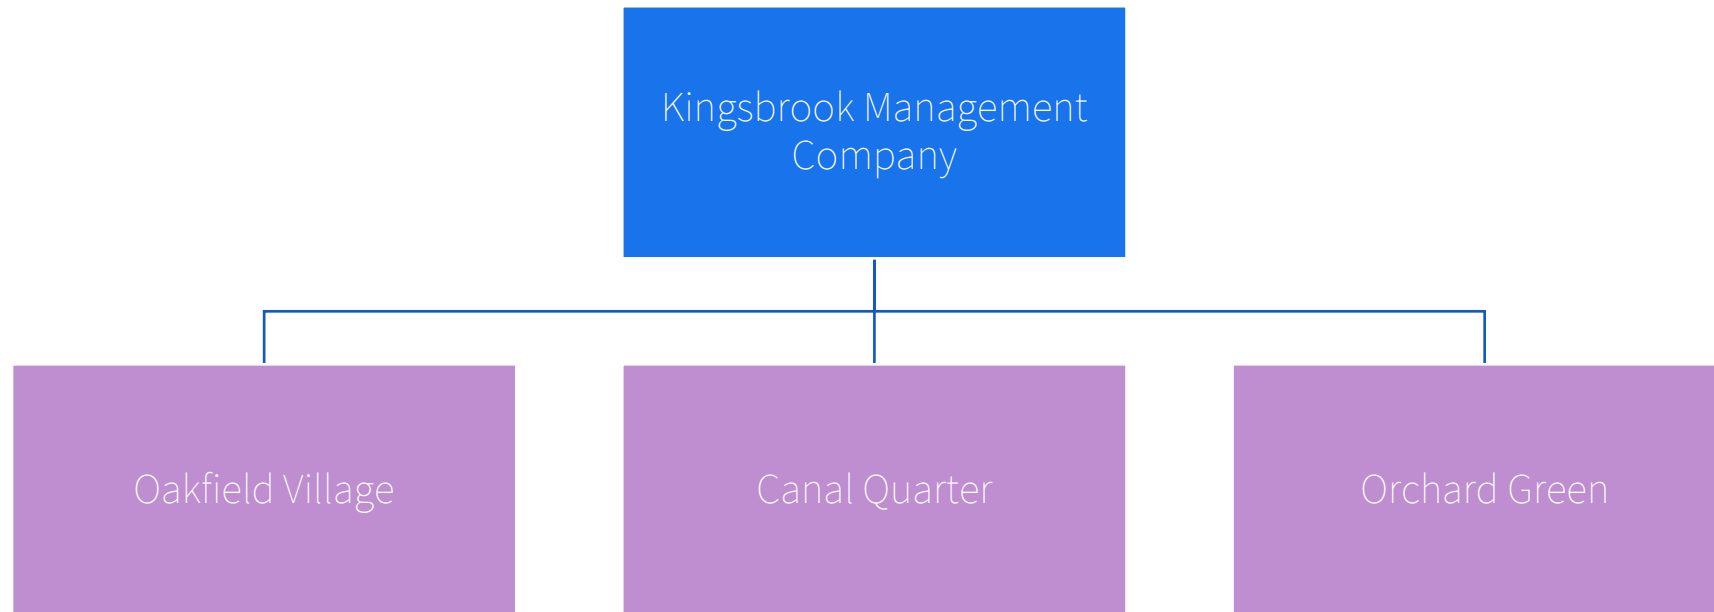 Kingsbrook Management
Company
Oakfield Village
Canal Quarter
Orchard Green